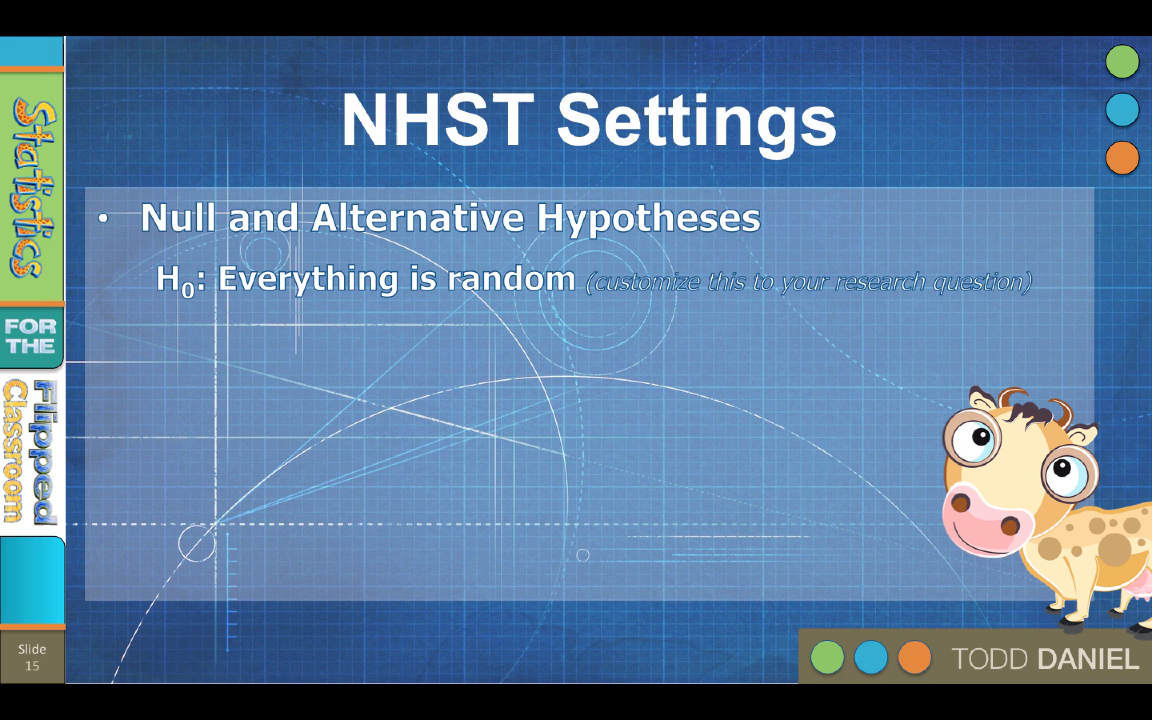 NHST Settings
• Null and Alternative Hypotheses
H₀: Everything is random (customize this to your research question)
Statistics
FOR
THE
Flipped
Classroom
Slide
15
TODD DANIEL